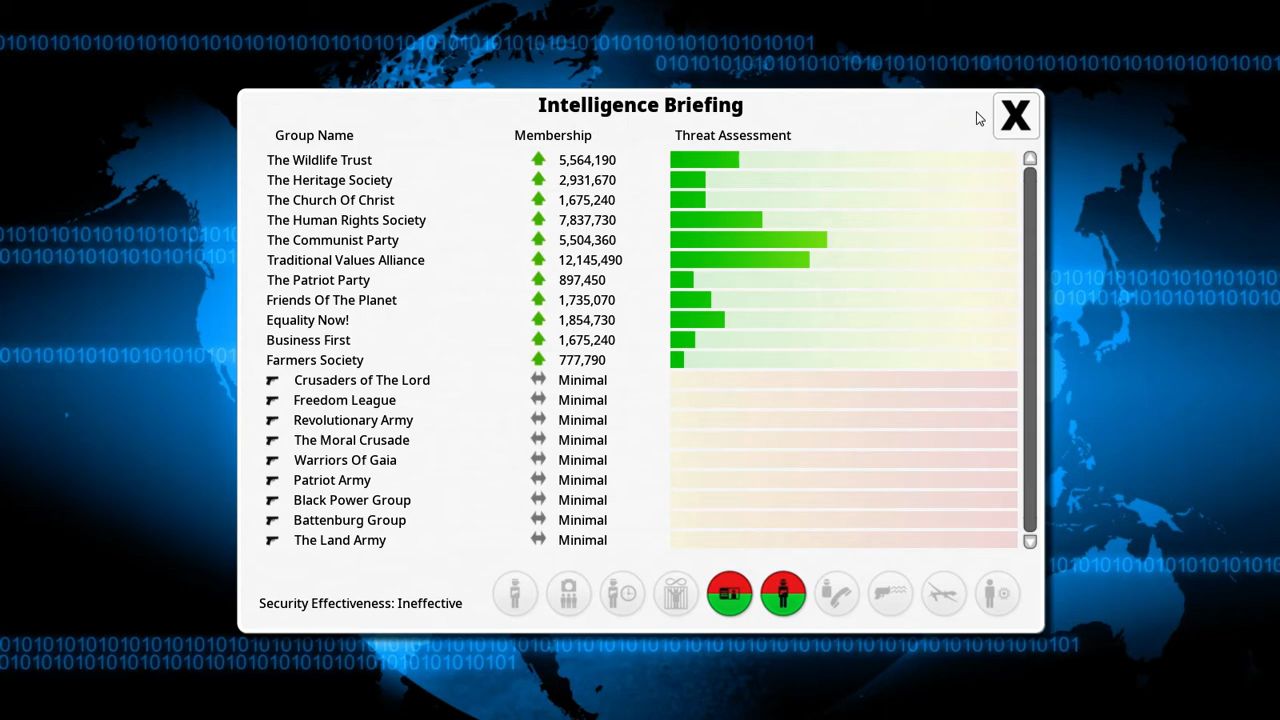 Intelligence Briefing
X
Group Name Membership Threat Assessment
The Wildlife Trust 5,564,190
The Heritage Society 2,931,670
The Church Of Christ 1,675,240
The Human Rights Society 7,837,730
The Communist Party 5,504,360
Traditional Values Alliance 12,145,490
The Patriot Party 897,450
Friends Of The Planet 1,735,070
Equality Now! 1,854,730
Business First 1,675,240
Farmers Society 777,790
Crusaders of The Lord Minimal
Freedom League Minimal
Revolutionary Army Minimal
The Moral Crusade Minimal
Warriors Of Gaia Minimal
Patriot Army Minimal
Black Power Group Minimal
Battenburg Group Minimal
The Land Army Minimal
Security Effectiveness: Ineffective